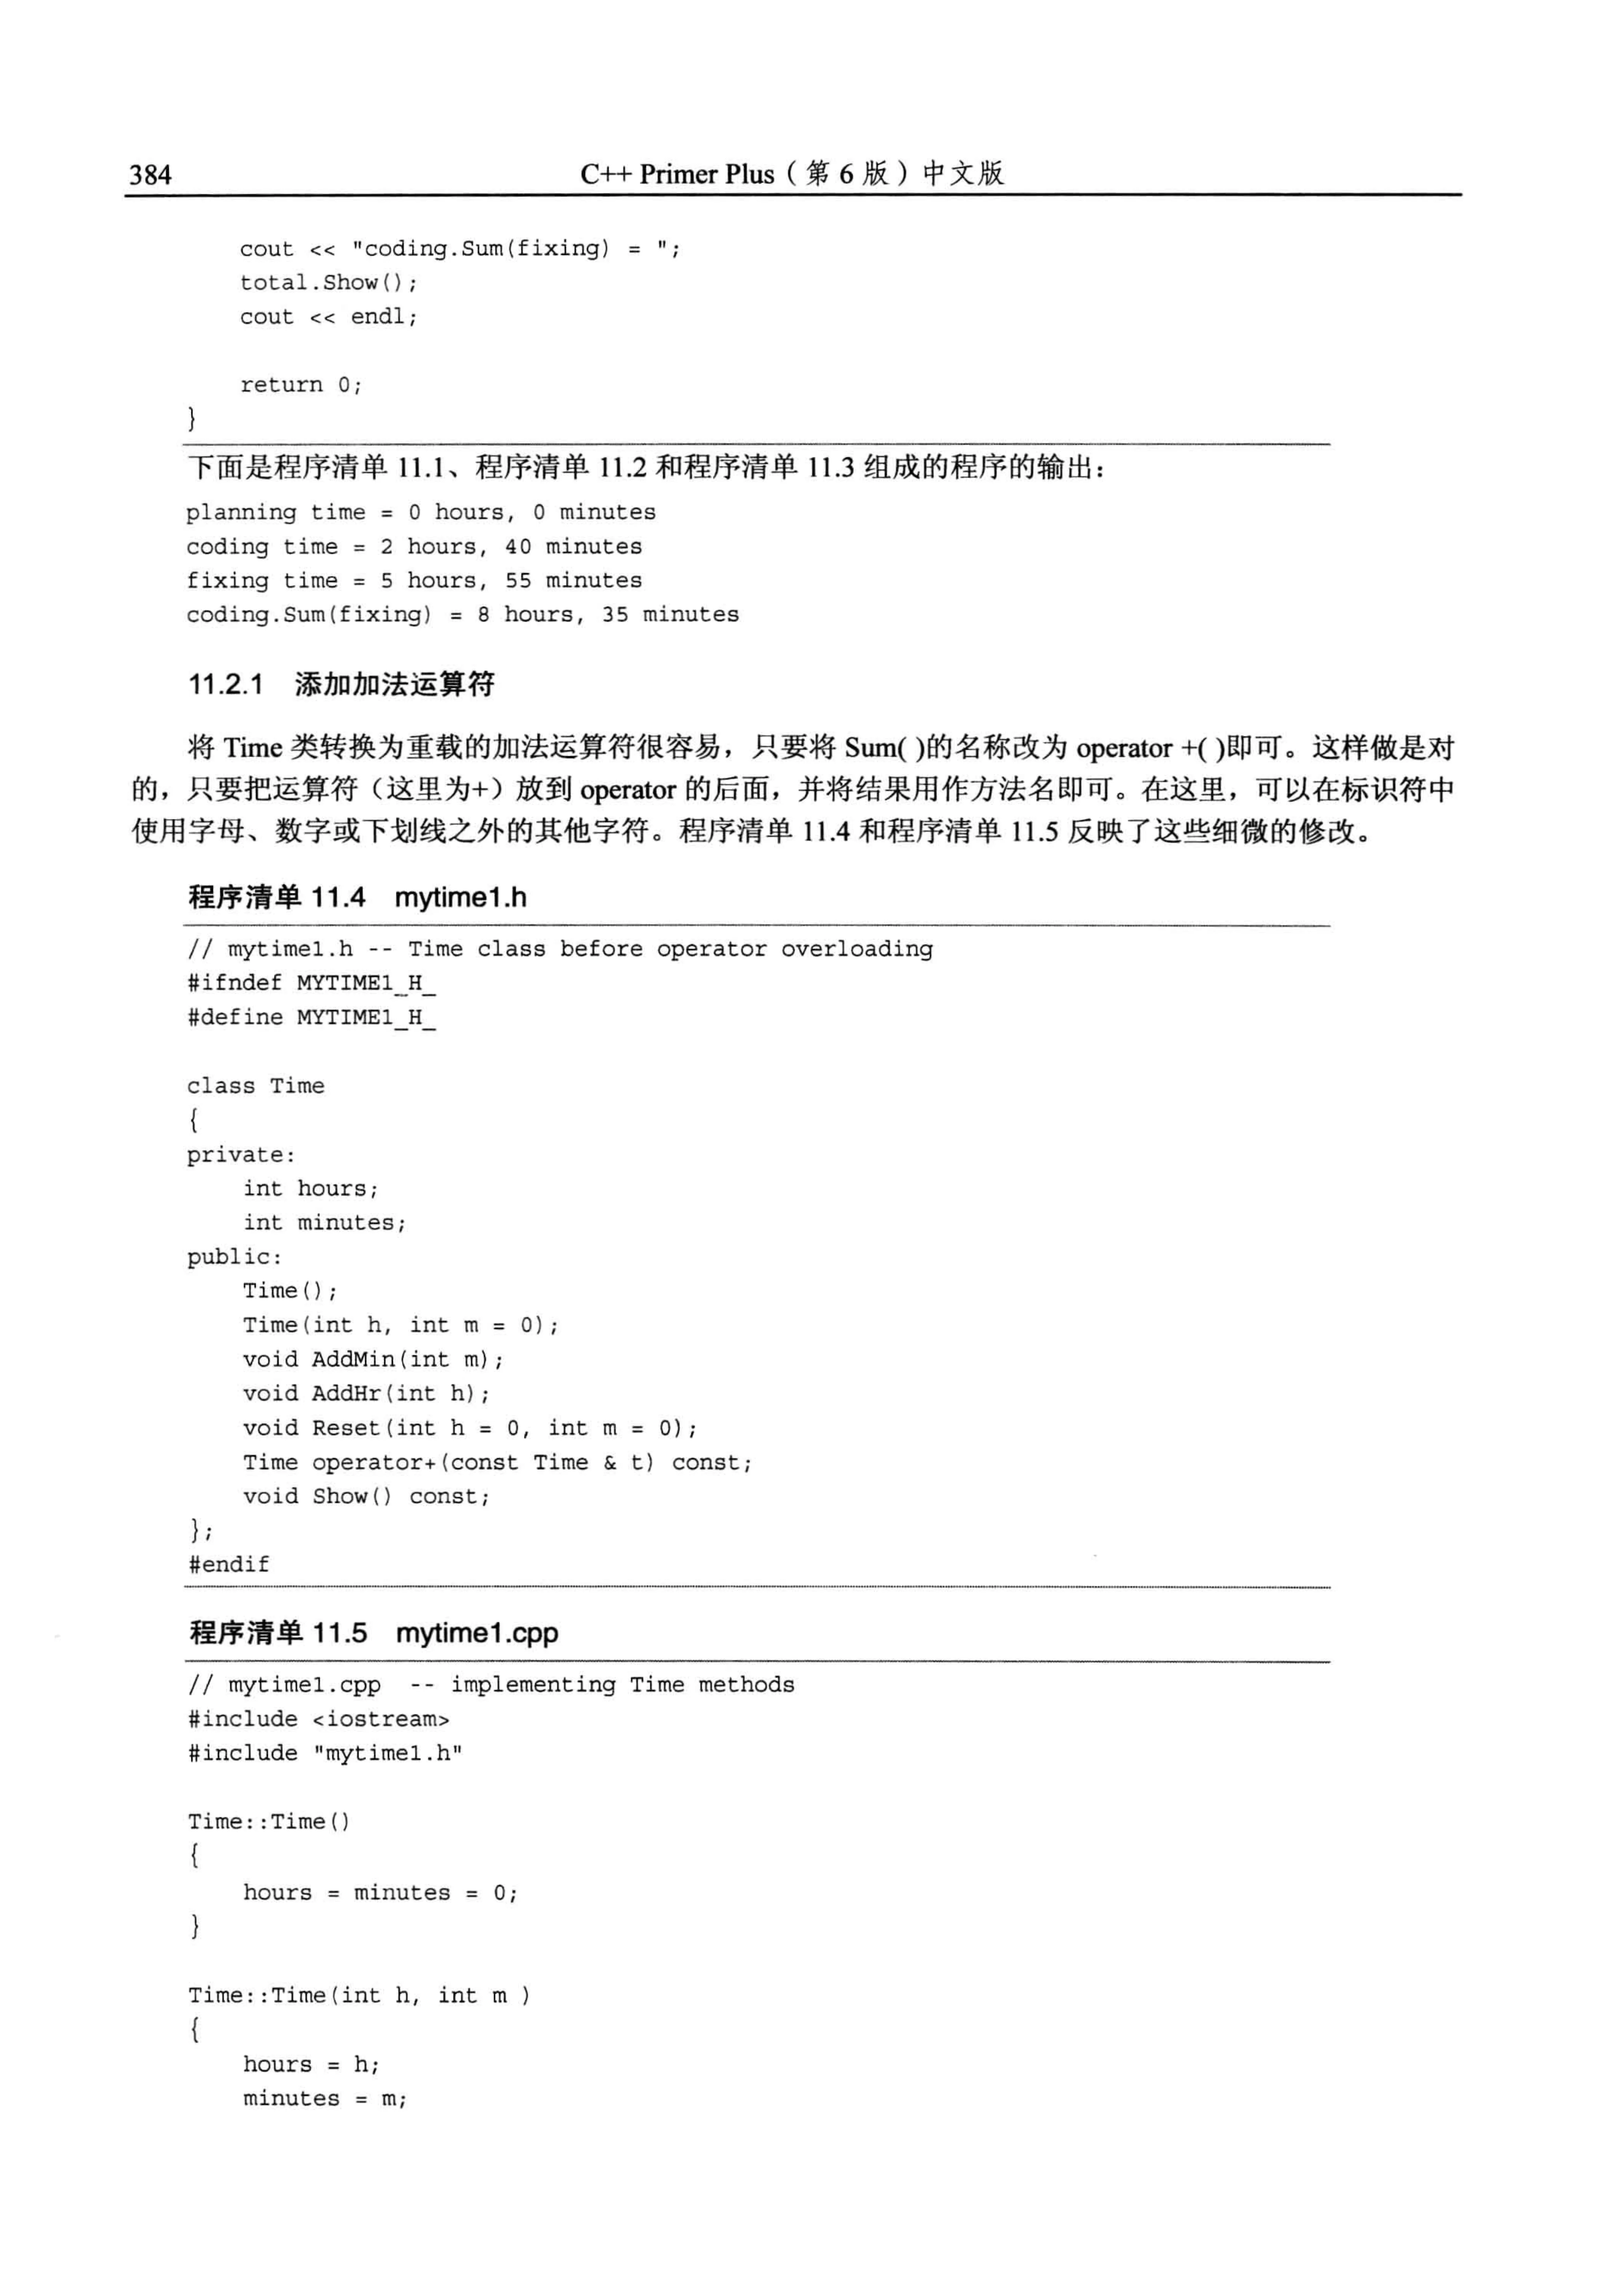 384
C++ Primer Plus（第 6 版）中文版
cout << "coding.Sum(fixing) = ";
total.Show();
cout << endl;
return 0;
}
下面是程序清单 11.1、程序清单 11.2 和程序清单 11.3 组成的程序的输出：
planning time = 0 hours, 0 minutes
coding time = 2 hours, 40 minutes
fixing time = 5 hours, 55 minutes
coding.Sum(fixing) = 8 hours, 35 minutes
11.2.1 添加加法运算符
将 Time 类转换为重载的加法运算符很容易，只要将 Sum( )的名称改为 operator +( )即可。这样做是对
的，只要把运算符（这里为+）放到 operator 的后面，并将结果用作方法名即可。在这里，可以在标识符中
使用字母、数字或下划线之外的其他字符。程序清单 11.4 和程序清单 11.5 反映了这些细微的修改。
程序清单 11.4 mytime1.h
// mytime1.h -- Time class before operator overloading
#ifndef MYTIME1_H_
#define MYTIME1_H_
class Time
{
private:
int hours;
int minutes;
public:
Time();
Time(int h, int m = 0);
void AddMin(int m);
void AddHr(int h);
void Reset(int h = 0, int m = 0);
Time operator+(const Time & t) const;
void Show() const;
};
#endif
程序清单 11.5 mytime1.cpp
// mytime1.cpp -- implementing Time methods
#include <iostream>
#include "mytime1.h"
Time::Time()
{
hours = minutes = 0;
}
Time::Time(int h, int m )
{
hours = h;
minutes = m;